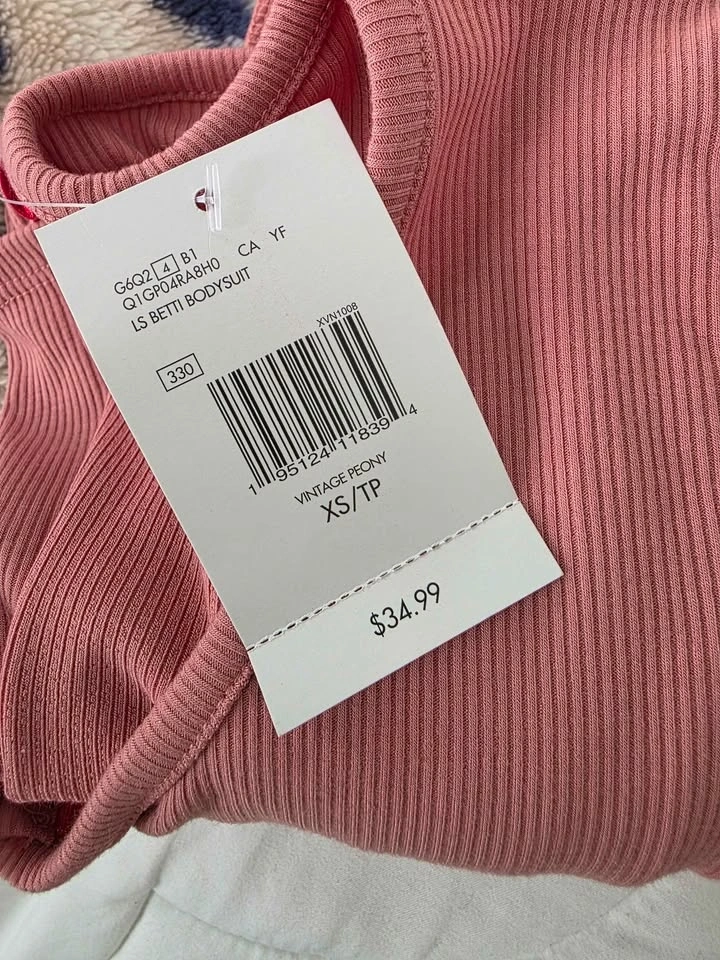 G6Q2 4 B1 CA YF
Q1GP04RA8H0
LS BETTI BODYSUIT
XVN100B
330
1 95124 11839 4
VINTAGE PEONY
XS/TP
$34.99